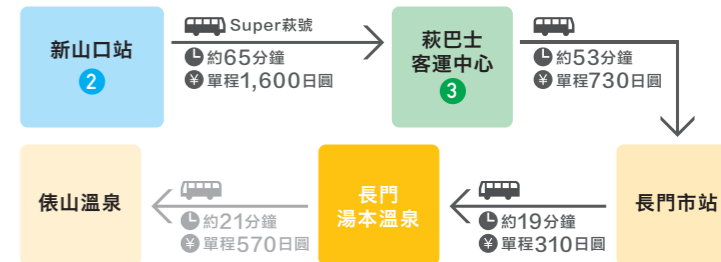 新山口站
2
Super萩號
約65分鐘
¥ 單程1,600日圓
萩巴士
客運中心
3
約53分鐘
¥ 單程730日圓
長門市站
約19分鐘
¥ 單程310日圓
長門
湯本溫泉
約21分鐘
¥ 單程570日圓
俵山溫泉